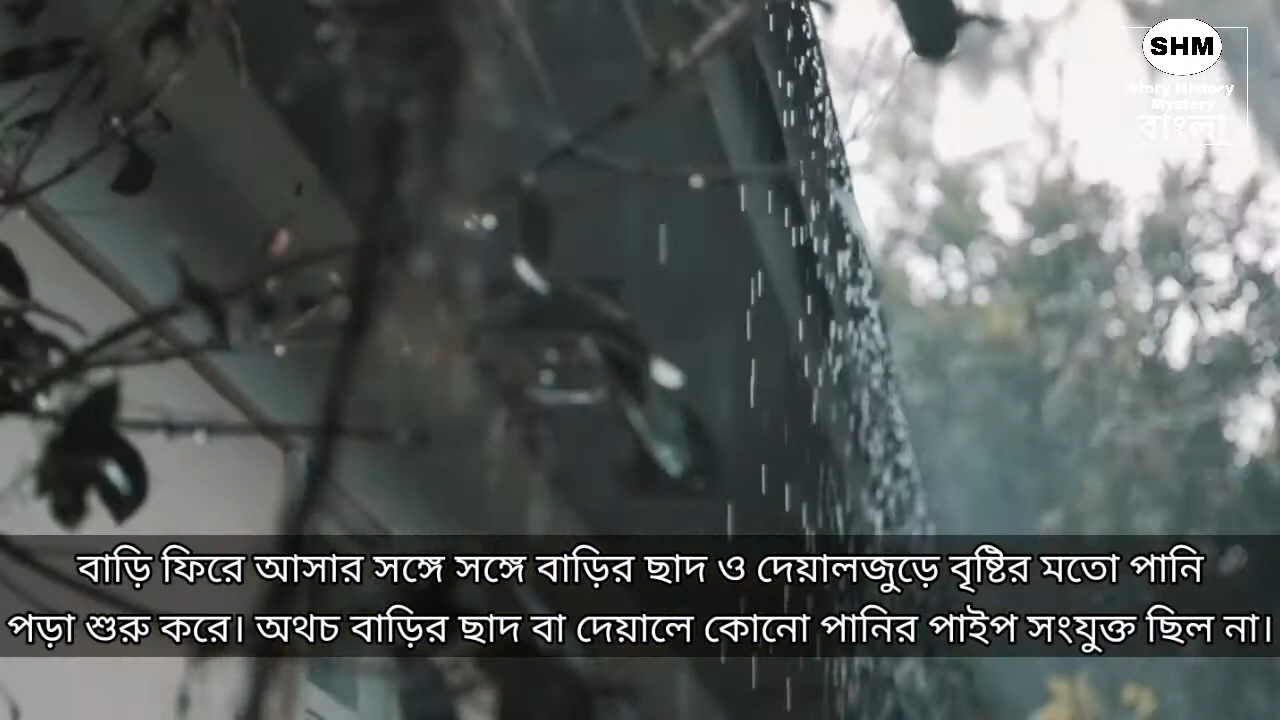 SHM
Story History
Mystery
বাংলা
বাড়ি ফিরে আসার সঙ্গে সঙ্গে বাড়ির ছাদ ও দেয়ালজুড়ে বৃষ্টির মতো পানি
পড়া শুরু করে। অথচ বাড়ির ছাদ বা দেয়ালে কোনো পানির পাইপ সংযুক্ত ছিল না।